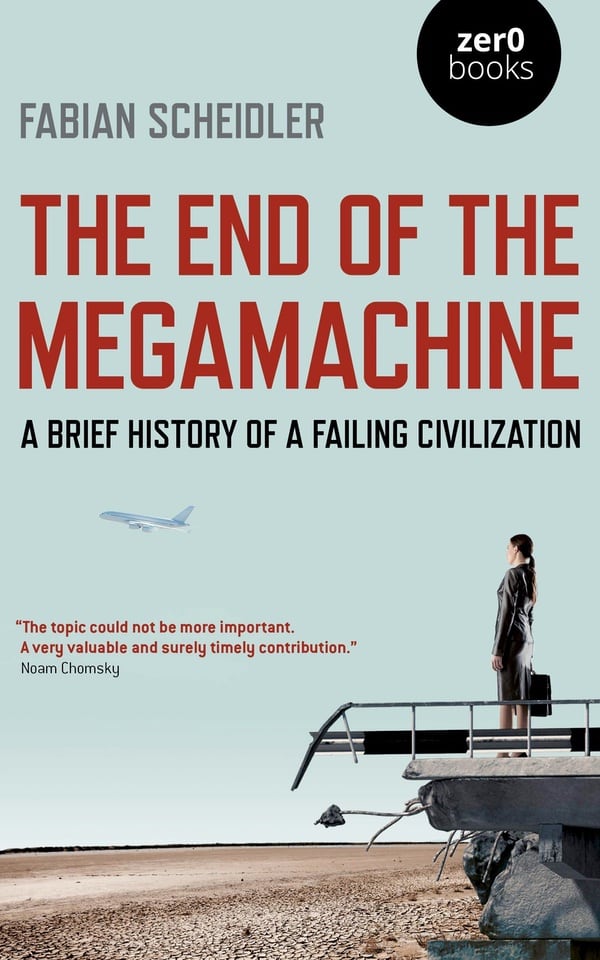 zer0
books
FABIAN SCHEIDLER
THE END OF THE
MEGAMACHINE
A BRIEF HISTORY OF A FAILING CIVILIZATION
“The topic could not be more important.
A very valuable and surely timely contribution.”
Noam Chomsky